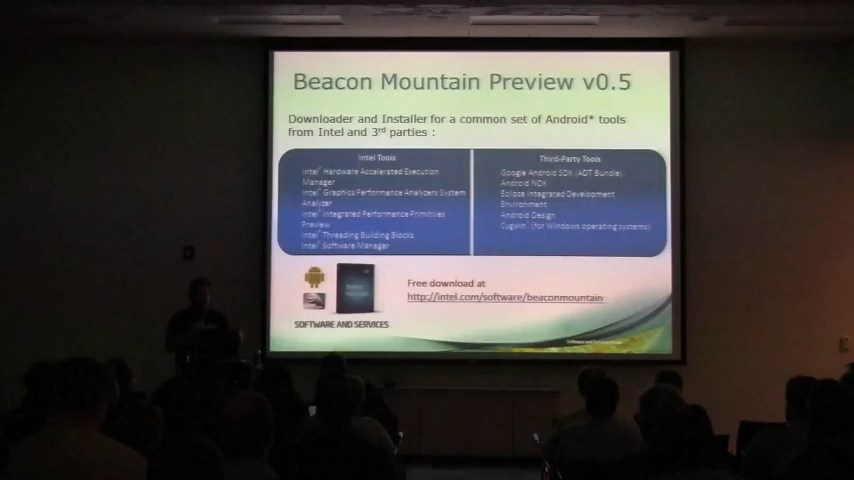 Beacon Mountain Preview v0.5
Downloader and Installer for a common set of Android* tools
from Intel and 3rd parties :
Intel Tools
Intel® Hardware Accelerated Execution
Manager
Intel® Graphics Performance Analyzers System
Analyzer
Intel® Integrated Performance Primitives
Preview
Intel® Threading Building Blocks
Intel® Software Manager
Third-Party Tools
Google Android SDK (ADT Bundle)
Android NDK
Eclipse Integrated Development
Environment
Android Design
Cygwin* (for Windows operating systems)
Beacon
Mountain
Free download at
http://intel.com/software/beaconmountain
SOFTWARE AND SERVICES